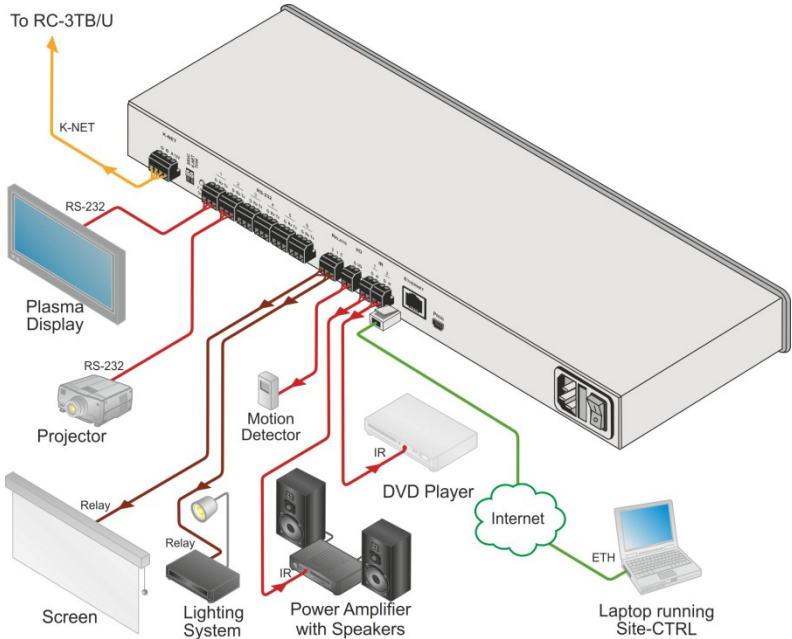 To RC-3TB/U
K-NET
K-NET
RS-232
RS-232
Plasma
Display
RS-232
Projector
RELAYS
I/O
IR
ETHERNET
PROG
Motion
Detector
IR
DVD Player
Relay
Screen
Relay
Lighting
System
IR
Power Amplifier
with Speakers
Internet
ETH
Laptop running
Site-CTRL